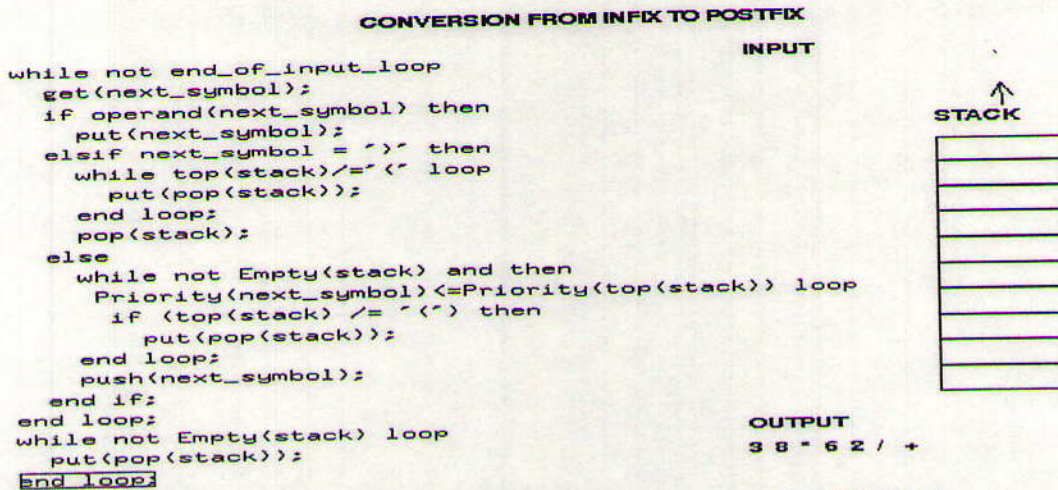 CONVERSION FROM INFIX TO POSTFIX
INPUT
while not end_of_input_loop
get(next_symbol);
if operand(next_symbol) then
put(next_symbol);
elsif next_symbol = ´)´ then
while top(stack)/=´(´ loop
put(pop(stack));
end loop;
pop(stack);
else
while not Empty(stack) and then
Priority(next_symbol)<=Priority(top(stack)) loop
if (top(stack) /= ´(´) then
put(pop(stack));
end loop;
push(next_symbol);
end if;
end loop;
while not Empty(stack) loop
put(pop(stack));
end loop;
STACK
OUTPUT
3 8 * 6 2 / +